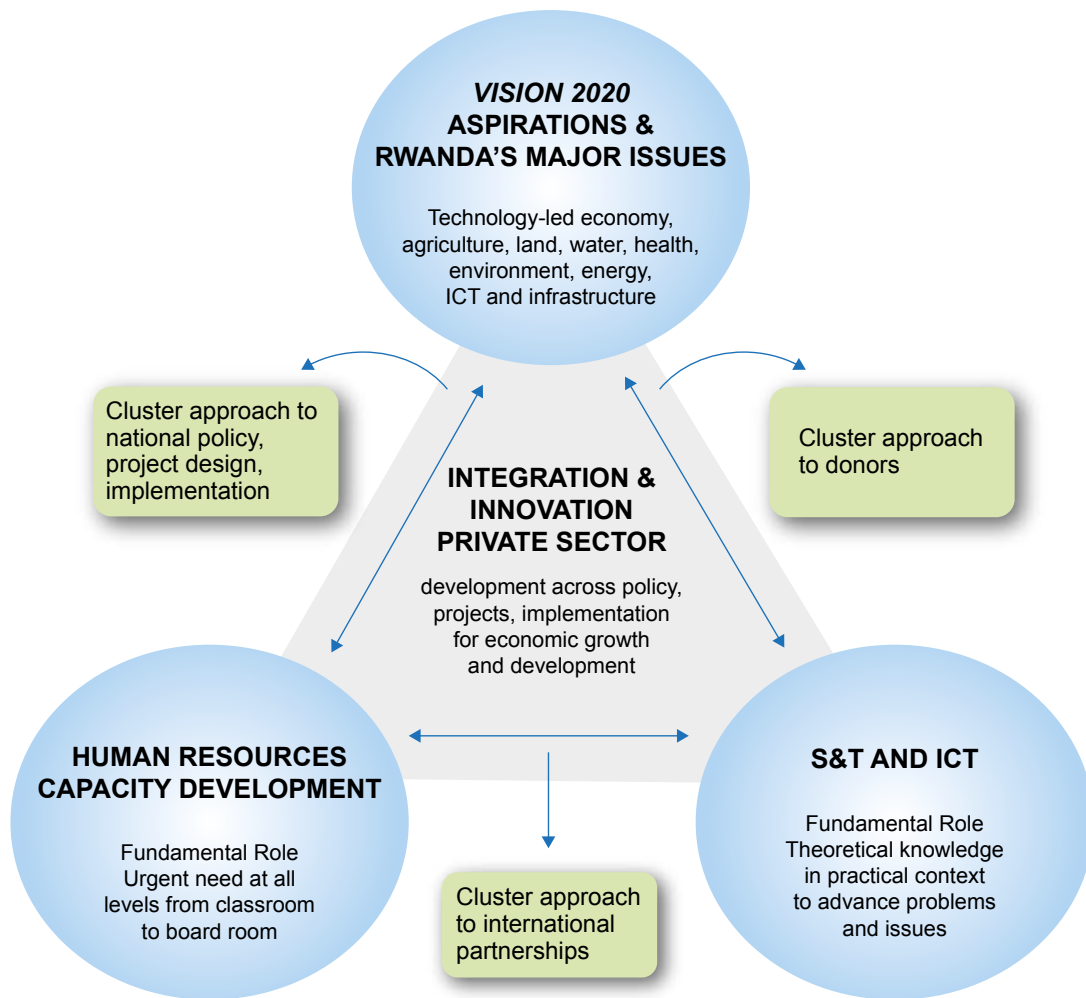 VISION 2020
ASPIRATIONS &
RWANDA'S MAJOR ISSUES
Technology-led economy,
agriculture, land, water, health,
environment, energy,
ICT and infrastructure
Cluster approach to
national policy,
project design,
implementation
Cluster approach
to donors
INTEGRATION &
INNOVATION
PRIVATE SECTOR
development across policy,
projects, implementation
for economic growth
and development
HUMAN RESOURCES
CAPACITY DEVELOPMENT
Fundamental Role
Urgent need at all
levels from classroom
to board room
S&T AND ICT
Fundamental Role
Theoretical knowledge
in practical context
to advance problems
and issues
Cluster approach
to international
partnerships